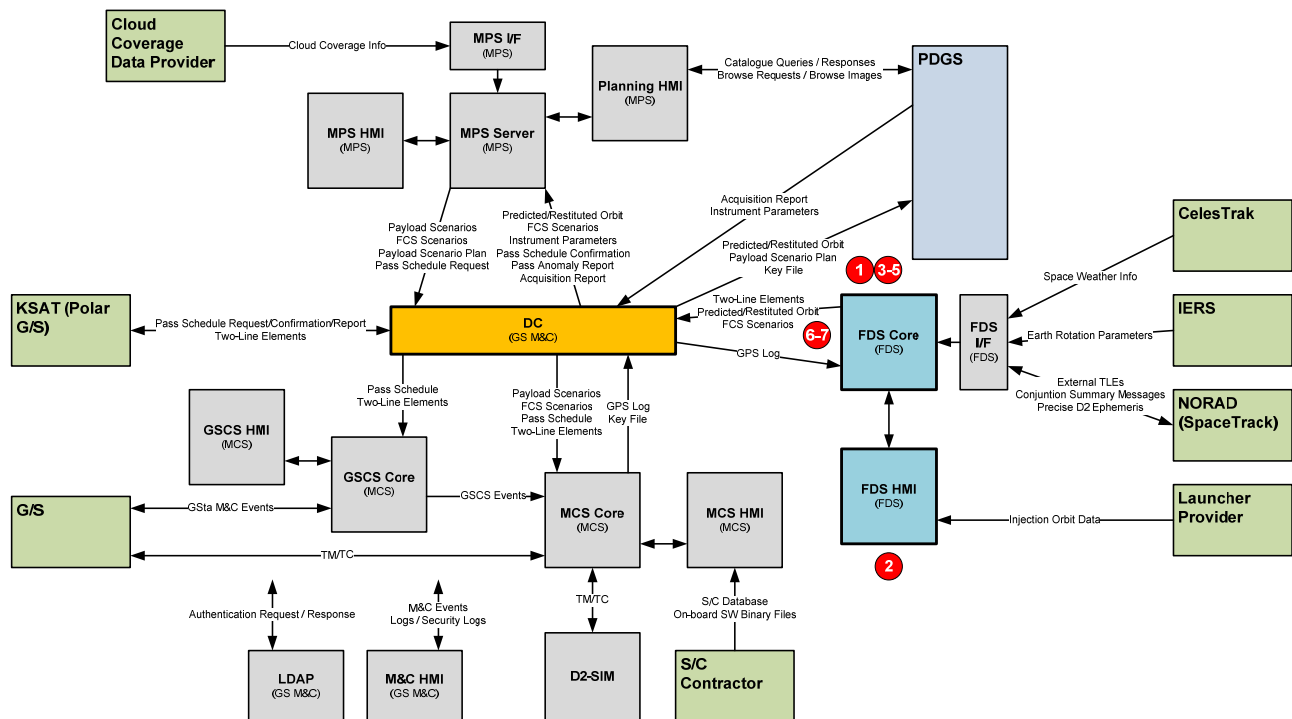 Cloud
Coverage
Data Provider
Cloud Coverage Info
MPS I/F
(MPS)
Planning HMI
(MPS)
Catalogue Queries / Responses
Browse Requests / Browse Images
PDGS
MPS HMI
(MPS)
MPS Server
(MPS)
Payload Scenarios
FCS Scenarios
Payload Scenario Plan
Pass Schedule Request
Predicted/Restituted Orbit
FCS Scenarios
Instrument Parameters
Pass Schedule Confirmation
Pass Anomaly Report
Acquisition Report
Acquisition Report
Instrument Parameters
Predicted/Restituted Orbit
Payload Scenario Plan
Key File
CelesTrak
Space Weather Info
1
3-5
KSAT (Polar
G/S)
Pass Schedule Request/Confirmation/Report
Two-Line Elements
DC
(GS M&C)
Two-Line Elements
Predicted/Restituted Orbit
FCS Scenarios
6-7
GPS Log
FDS Core
(FDS)
FDS
I/F
(FDS)
IERS
Earth Rotation Parameters
External TLEs
Conjuntion Summary Messages
Precise D2 Ephemeris
NORAD
(SpaceTrack)
Pass Schedule
Two-Line Elements
Payload Scenarios
FCS Scenarios
Pass Schedule
Two-Line Elements
GPS Log
Key File
GSCS HMI
(MCS)
GSCS Core
(MCS)
GSCS Events
MCS Core
(MCS)
MCS HMI
(MCS)
FDS HMI
(FDS)
Injection Orbit Data
Launcher
Provider
2
G/S
GSta M&C Events
TM/TC
Authentication Request / Response
M&C Events
Logs / Security Logs
TM/TC
S/C Database
On-board SW Binary Files
LDAP
(GS M&C)
M&C HMI
(GS M&C)
D2-SIM
S/C
Contractor